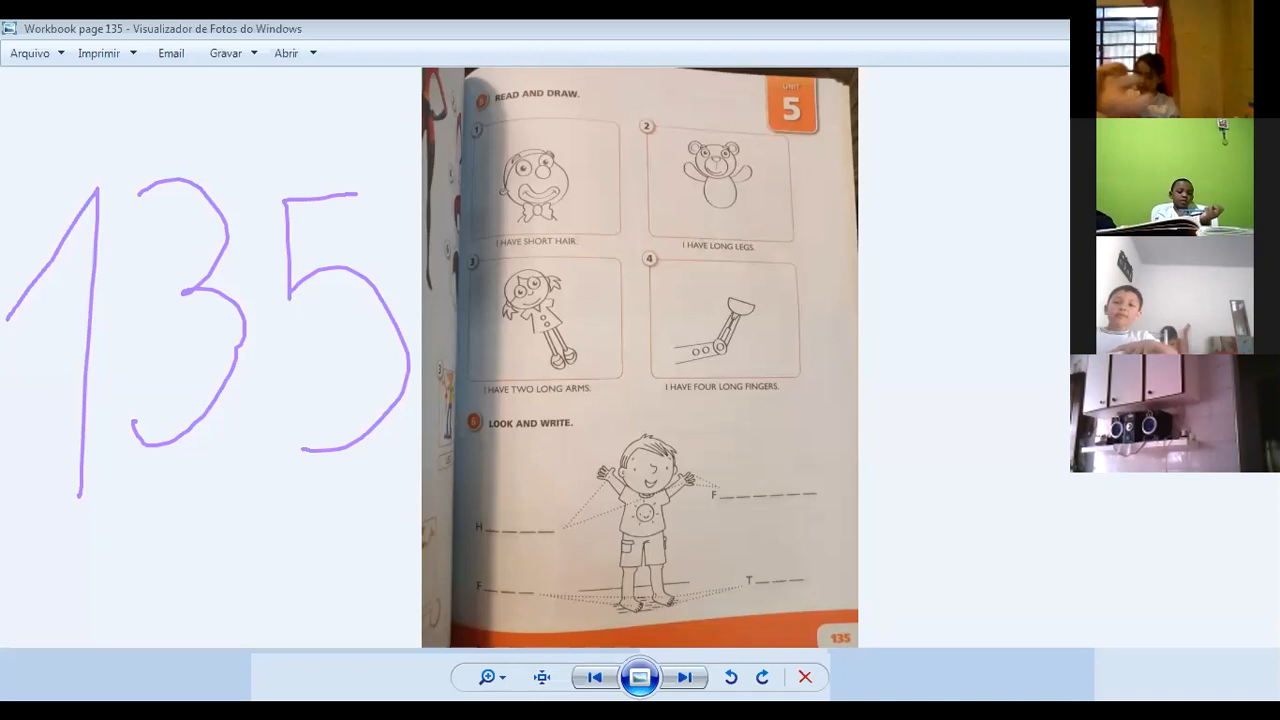 Workbook page 135 - Visualizador de Fotos do Windows
Arquivo Imprimir Email Gravar Abrir
135
READ AND DRAW.
UNIT
5
1
2
I HAVE SHORT HAIR.
I HAVE LONG LEGS.
3
4
I HAVE TWO LONG ARMS.
I HAVE FOUR LONG FINGERS.
LOOK AND WRITE.
F _ _ _ _ _ _
H _ _ _ _
F _ _ _
T _ _ _
135